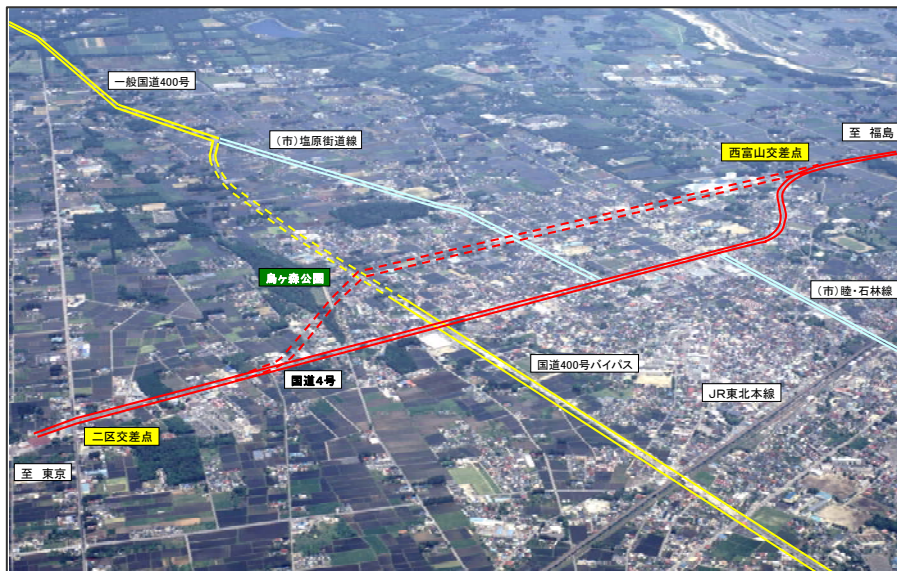 一般国道400号
(市)塩原街道線
至 福島
西富山交差点
烏ヶ森公園
(市)睦・石林線
国道400号バイパス
国道4号
JR東北本線
二区交差点
至 東京